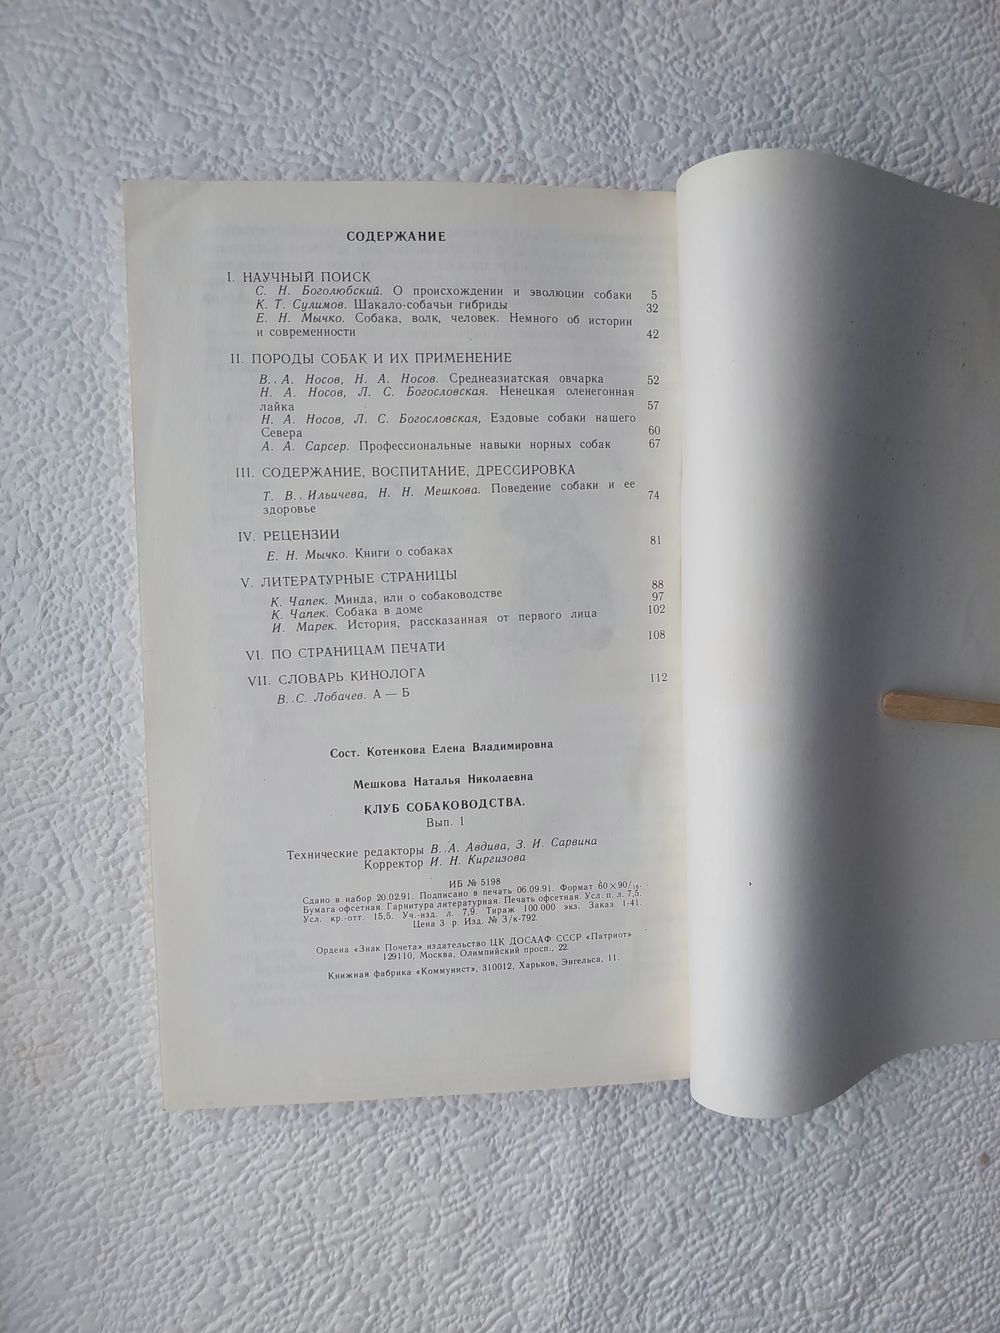 СОДЕРЖАНИЕ
I. НАУЧНЫЙ ПОИСК
С. Н. Боголюбский. О происхождении и эволюции собаки 5
К. Т. Сулимов. Шакало-собачьи гибриды 32
Е. Н. Мычко. Собака, волк, человек. Немного об истории
и современности 42
II. ПОРОДЫ СОБАК И ИХ ПРИМЕНЕНИЕ
В. А. Носов, Н. А. Носов. Среднеазиатская овчарка 52
Н. А. Носов, Л. С. Богословская. Ненецкая оленегонная
лайка 57
Н. А. Носов, Л. С. Богословская, Ездовые собаки нашего
Севера 60
А. А. Сарсер. Профессиональные навыки норных собак 67
III. СОДЕРЖАНИЕ, ВОСПИТАНИЕ, ДРЕССИРОВКА
Т. В. Ильичева, Н. Н. Мешкова. Поведение собаки и ее
здоровье 74
IV. РЕЦЕНЗИИ
Е. Н. Мычко. Книги о собаках 81
V. ЛИТЕРАТУРНЫЕ СТРАНИЦЫ
К. Чапек. Минда, или о собаководстве 88
К. Чапек. Собака в доме 97
И. Марек. История, рассказанная от первого лица 102
VI. ПО СТРАНИЦАМ ПЕЧАТИ 108
VII. СЛОВАРЬ КИНОЛОГА
В. С. Лобачев. А — Б 112
Сост. Котенкова Елена Владимировна
Мешкова Наталья Николаевна
КЛУБ СОБАКОВОДСТВА.
Вып. 1
Технические редакторы В. А. Авдива, З. И. Сарвина
Корректор И. Н. Киргизова
ИБ № 5198
Сдано в набор 20.02.91. Подписано в печать 06.09.91. Формат 60×90/16.
Бумага офсетная. Гарнитура литературная. Печать офсетная. Усл. п. л. 7,5.
Усл. кр.-отт. 15,5. Уч.-изд. л. 7,9. Тираж 100 000 экз. Заказ 1-41.
Цена 3 р. Изд. № 3/к-792.
Ордена «Знак Почета» издательство ЦК ДОСААФ СССР «Патриот»
129110, Москва, Олимпийский просп., 22.
Книжная фабрика «Коммунист», 310012, Харьков, Энгельса, 11.